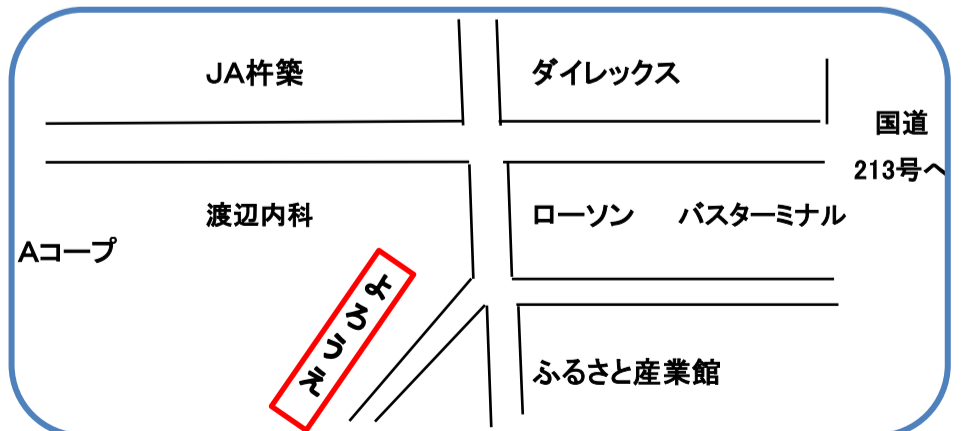 JA杵築
ダイレックス
国道
213号へ
渡辺内科
ローソン
バスターミナル
Aコープ
よろうえ
ふるさと産業館